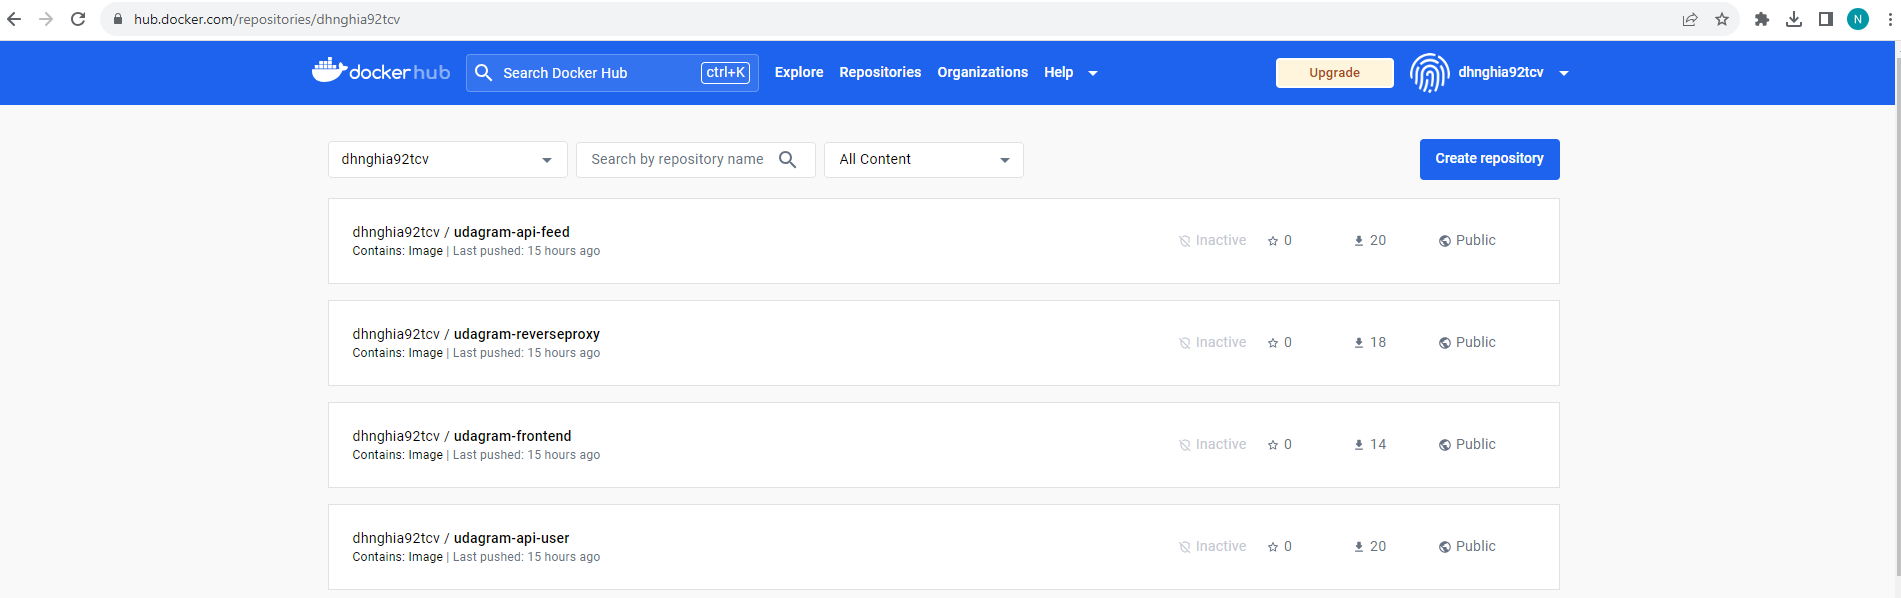 hub.docker.com/repositories/dhnghia92tcv
N
docker hub Search Docker Hub ctrl+K Explore Repositories Organizations Help Upgrade dhnghia92tcv
dhnghia92tcv Search by repository name All Content Create repository
dhnghia92tcv / udagram-api-feed
Contains: Image | Last pushed: 15 hours ago
Inactive 0 20 Public
dhnghia92tcv / udagram-reverseproxy
Contains: Image | Last pushed: 15 hours ago
Inactive 0 18 Public
dhnghia92tcv / udagram-frontend
Contains: Image | Last pushed: 15 hours ago
Inactive 0 14 Public
dhnghia92tcv / udagram-api-user
Contains: Image | Last pushed: 15 hours ago
Inactive 0 20 Public